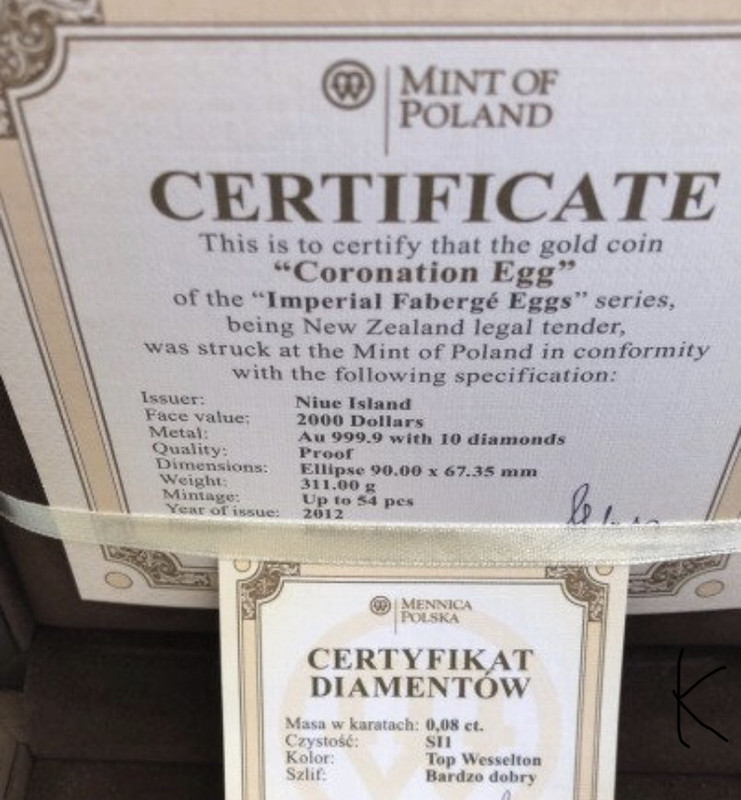 MINT OF
POLAND
CERTIFICATE
This is to certify that the gold coin
“Coronation Egg”
of the “Imperial Fabergé Eggs” series,
being New Zealand legal tender,
was struck at the Mint of Poland in conformity
with the following specification:
Issuer: Niue Island
Face value: 2000 Dollars
Metal: Au 999.9 with 10 diamonds
Quality: Proof
Dimensions: Ellipse 90.00 x 67.35 mm
Weight: 311.00 g
Mintage: Up to 54 pcs
Year of issue: 2012
MENNICA
POLSKA
CERTYFIKAT
DIAMENTÓW
Masa w karatach: 0,08 ct.
Czystość: SI1
Kolor: Top Wesselton
Szlif: Bardzo dobry
K